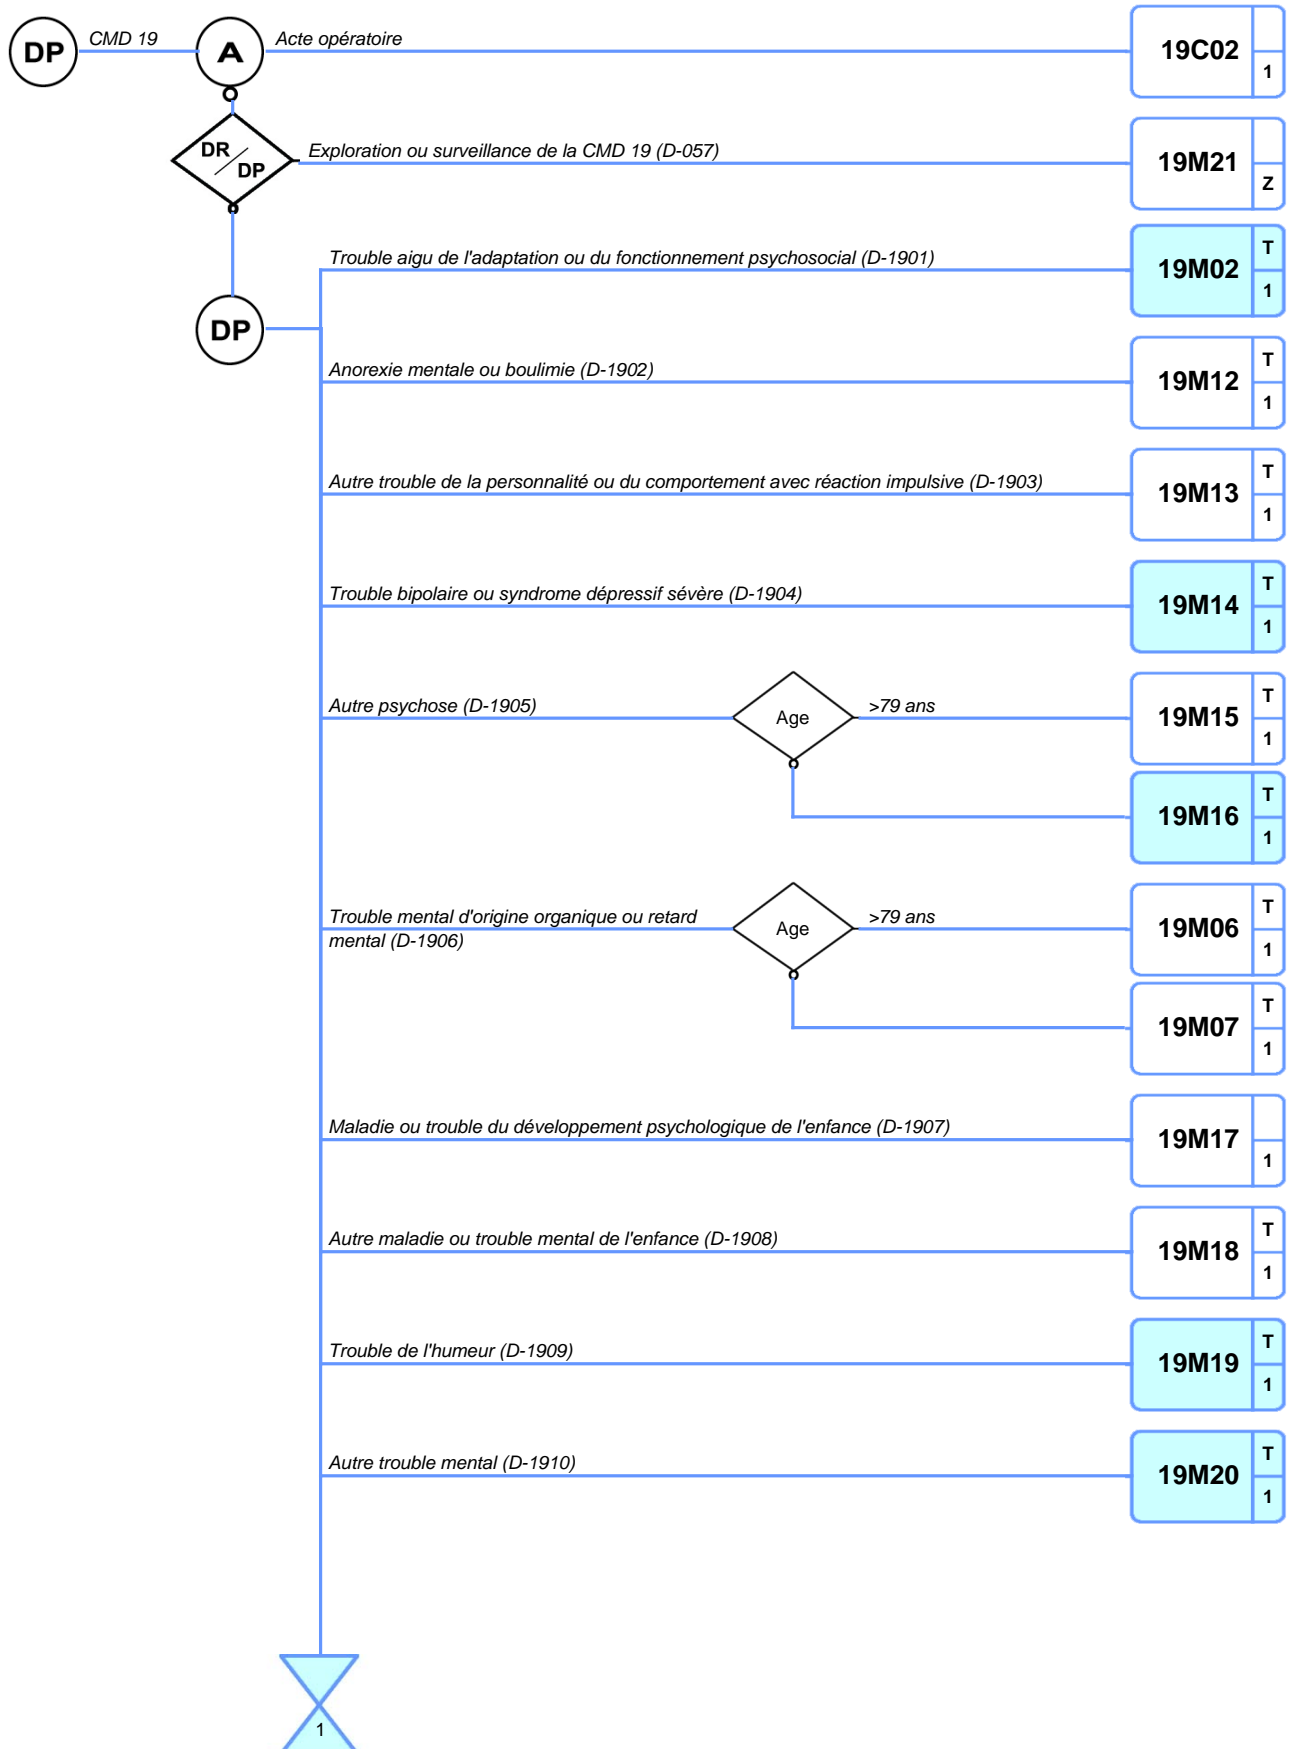 DP
CMD 19
A
Acte opératoire
19C02
1
DR
DP
Exploration ou surveillance de la CMD 19 (D-057)
19M21
Z
DP
Trouble aigu de l'adaptation ou du fonctionnement psychosocial (D-1901)
19M02
T
1
Anorexie mentale ou boulimie (D-1902)
19M12
T
1
Autre trouble de la personnalité ou du comportement avec réaction impulsive (D-1903)
19M13
T
1
Trouble bipolaire ou syndrome dépressif sévère (D-1904)
19M14
T
1
Autre psychose (D-1905)
Age
>79 ans
19M15
T
1
19M16
T
1
Trouble mental d'origine organique ou retard
mental (D-1906)
Age
>79 ans
19M06
T
1
19M07
T
1
Maladie ou trouble du développement psychologique de l'enfance (D-1907)
19M17
1
Autre maladie ou trouble mental de l'enfance (D-1908)
19M18
T
1
Trouble de l'humeur (D-1909)
19M19
T
1
Autre trouble mental (D-1910)
19M20
T
1
1